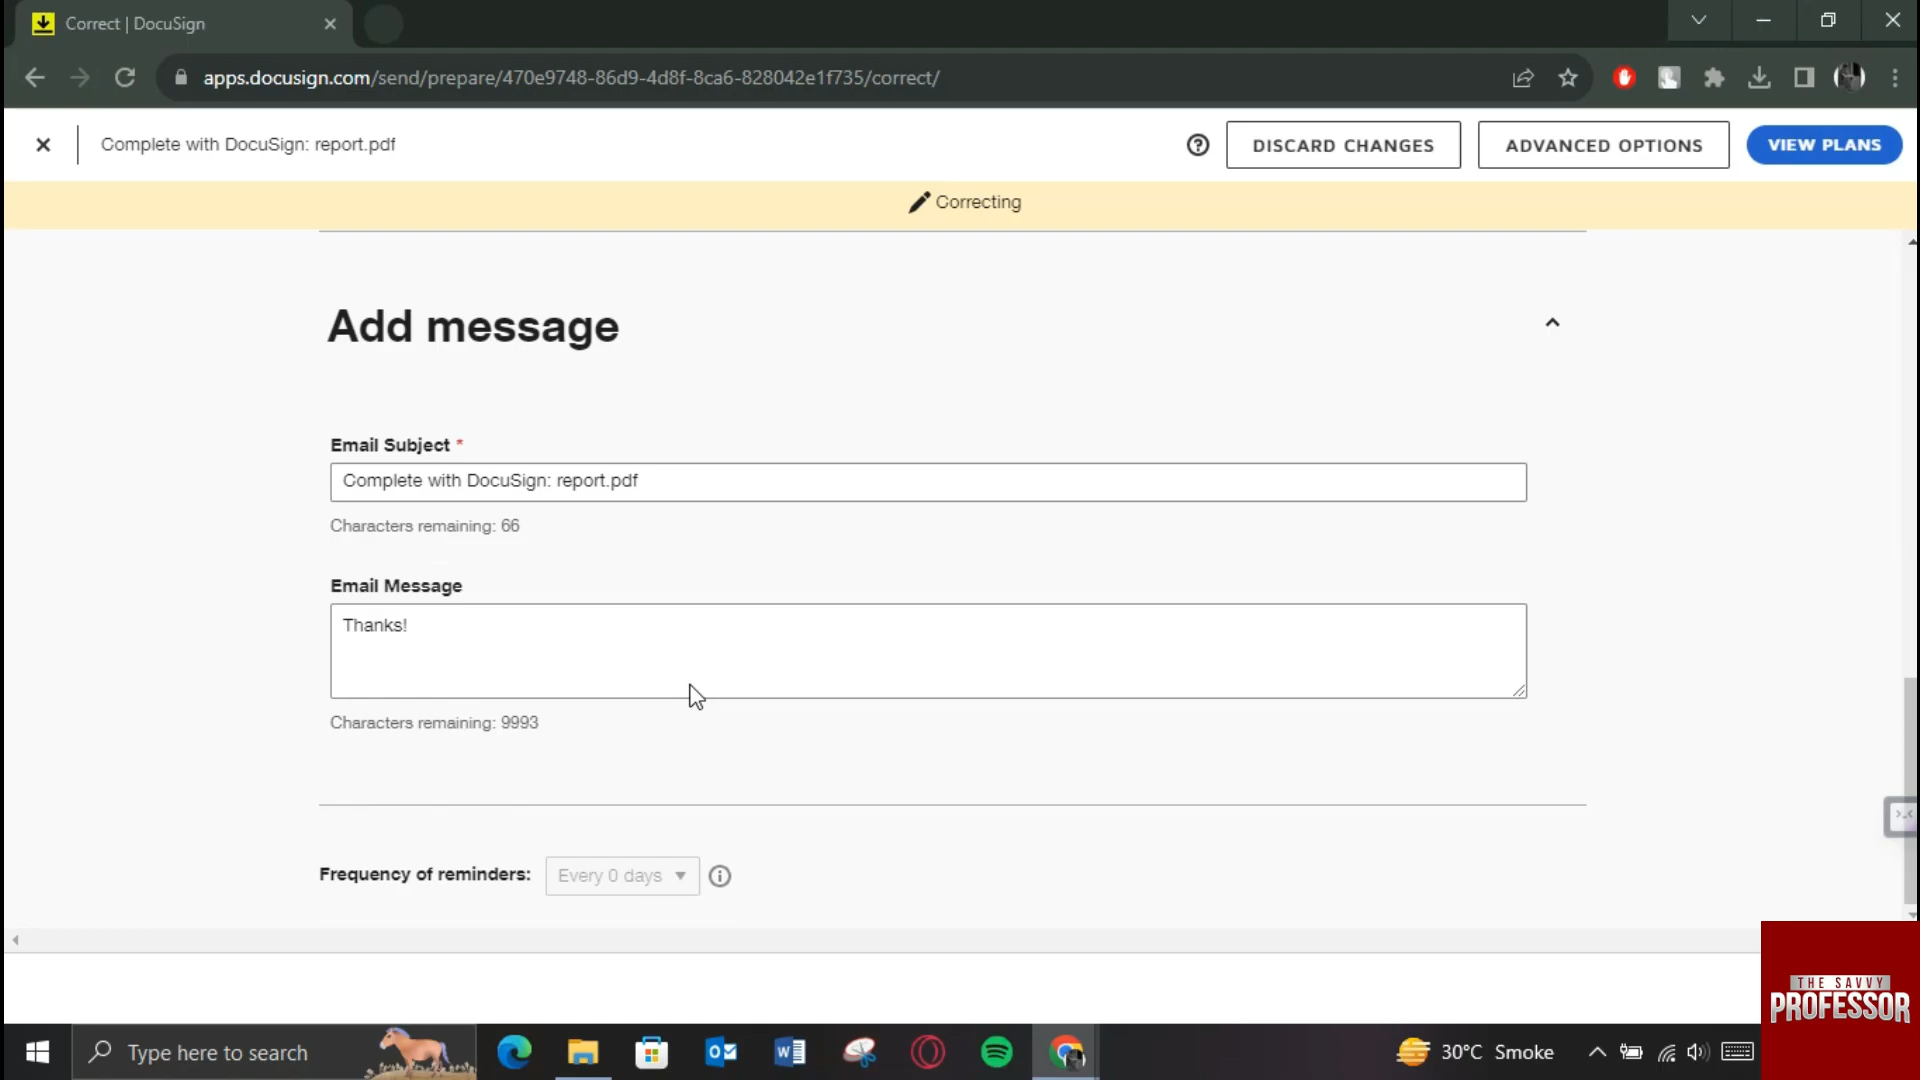 Correct | DocuSign
apps.docusign.com/send/prepare/470e9748-86d9-4d8f-8ca6-828042e1f735/correct/
Complete with DocuSign: report.pdf
DISCARD CHANGES
ADVANCED OPTIONS
VIEW PLANS
Correcting
Add message
Email Subject *
Complete with DocuSign: report.pdf
Characters remaining: 66
Email Message
Thanks!
Characters remaining: 9993
Frequency of reminders:
Every 0 days
THE SAVVY
PROFESSOR
Type here to search
30°C Smoke